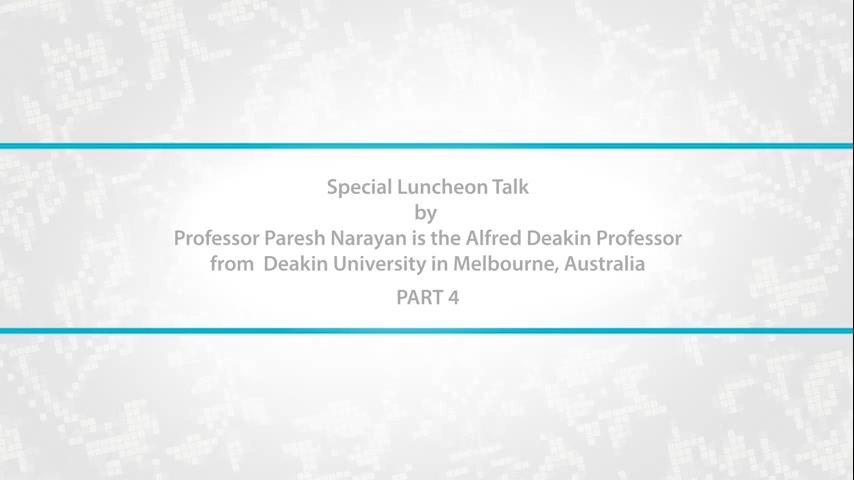 Special Luncheon Talk
by
Professor Paresh Narayan is the Alfred Deakin Professor
from Deakin University in Melbourne, Australia
PART 4